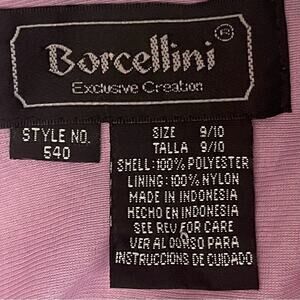 Borcellini®
Exclusive Creation
STYLE NO.
540
SIZE 9/10
TALLA 9/10
SHELL: 100% POLYESTER
LINING: 100% NYLON
MADE IN INDONESIA
HECHO EN INDONESIA
SEE REV FOR CARE
VER AL PARA
INSTRUCCIONES DE CUIDADO